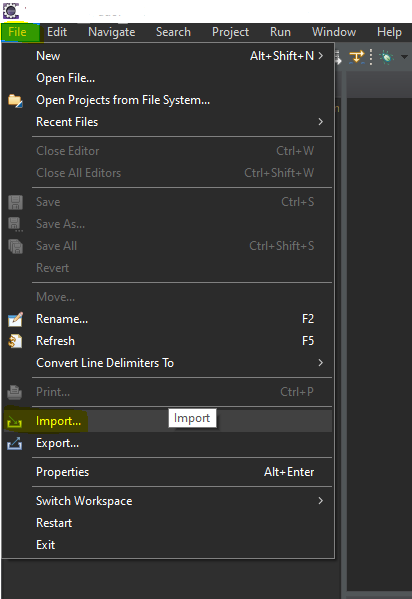 File Edit Navigate Search Project Run Window Help
New Alt+Shift+N
Open File...
Open Projects from File System...
Recent Files
Close Editor Ctrl+W
Close All Editors Ctrl+Shift+W
Save Ctrl+S
Save As...
Save All Ctrl+Shift+S
Revert
Move...
Rename... F2
Refresh F5
Convert Line Delimiters To
Print... Ctrl+P
Import... Import
Export...
Properties Alt+Enter
Switch Workspace
Restart
Exit